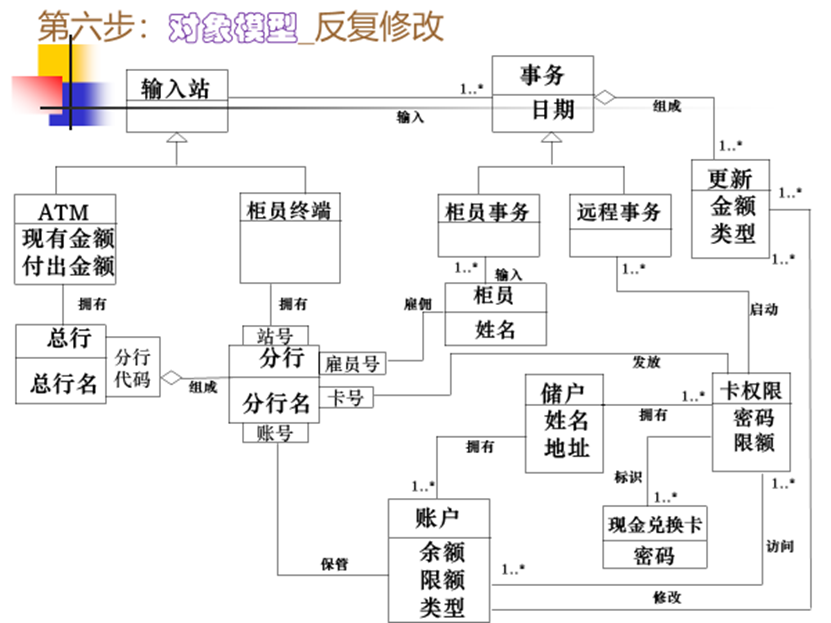 第六步：对象模型_反复修改
输入站
1..*
输入
事务
日期
组成
1..*
更新
金额
类型
1..*
1..*
ATM
现有金额
付出金额
柜员终端
柜员事务
远程事务
1..*
输入
1..*
拥有
拥有
雇佣
柜员
姓名
启动
总行
总行名
分行
代码
组成
站号
分行
分行名
雇员号
卡号
账号
发放
储户
姓名
地址
1..*
拥有
卡权限
密码
限额
拥有
标识
1..*
1..*
1..*
现金兑换卡
密码
访问
账户
余额
限额
类型
保管
1..*
修改